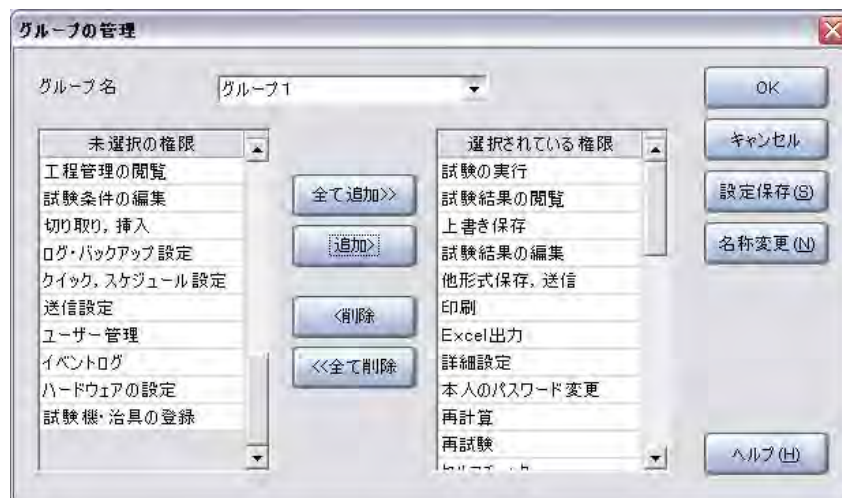 グループの管理
グループ名
グループ1
OK
キャンセル
設定保存(S)
名称変更(N)
ヘルプ(H)
未選択の権限
工程管理の閲覧
試験条件の編集
切り取り, 挿入
ログ・バックアップ設定
クイック, スケジュール設定
送信設定
ユーザー管理
イベントログ
ハードウェアの設定
試験機・治具の登録
全て追加>>
追加>
<削除
<<全て削除
選択されている権限
試験の実行
試験結果の閲覧
上書き保存
試験結果の編集
他形式保存, 送信
印刷
Excel出力
詳細設定
本人のパスワード変更
再計算
再試験